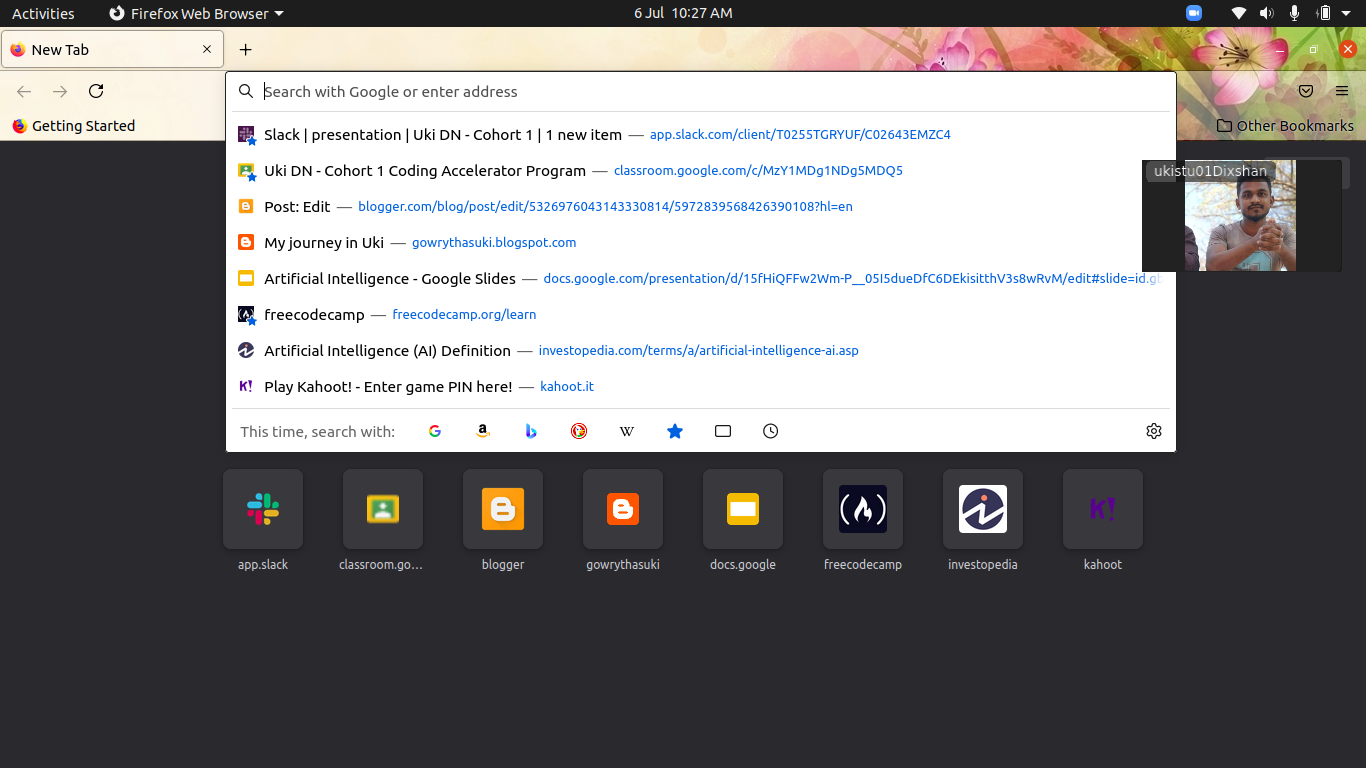 Activities Firefox Web Browser 6 Jul 10:27 AM
New Tab
Search with Google or enter address
Getting Started Other Bookmarks
Slack | presentation | Uki DN - Cohort 1 | 1 new item — app.slack.com/client/T0255TGRYUF/C02643EMZC4
Uki DN - Cohort 1 Coding Accelerator Program — classroom.google.com/c/MzY1MDg1NDg5MDQ5
ukistu01Dixshan
Post: Edit — blogger.com/blog/post/edit/5326976043143330814/5972839568426390108?hl=en
My journey in Uki — gowrythasuki.blogspot.com
Artificial Intelligence - Google Slides — docs.google.com/presentation/d/15fHiQFFw2Wm-P__05I5dueDfC6DEkisitthV3s8wRvM/edit#slide=id.gb
freecodecamp — freecodecamp.org/learn
Artificial Intelligence (AI) Definition — investopedia.com/terms/a/artificial-intelligence-ai.asp
K! Play Kahoot! - Enter game PIN here! — kahoot.it
This time, search with: G a b W
K!
app.slack classroom.go... blogger gowrythasuki docs.google freecodecamp investopedia kahoot